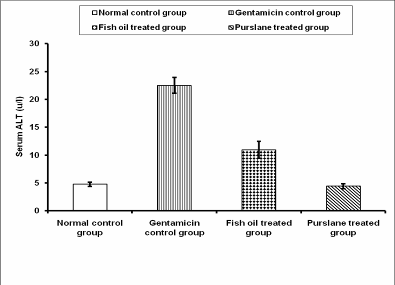 Normal control group Gentamicin control group
Fish oil treated group Purslane treated group
Serum ALT (u/l)
30
25
20
15
10
5
0
Normal control group
Gentamicin control group
Fish oil treated group
Purslane treated group